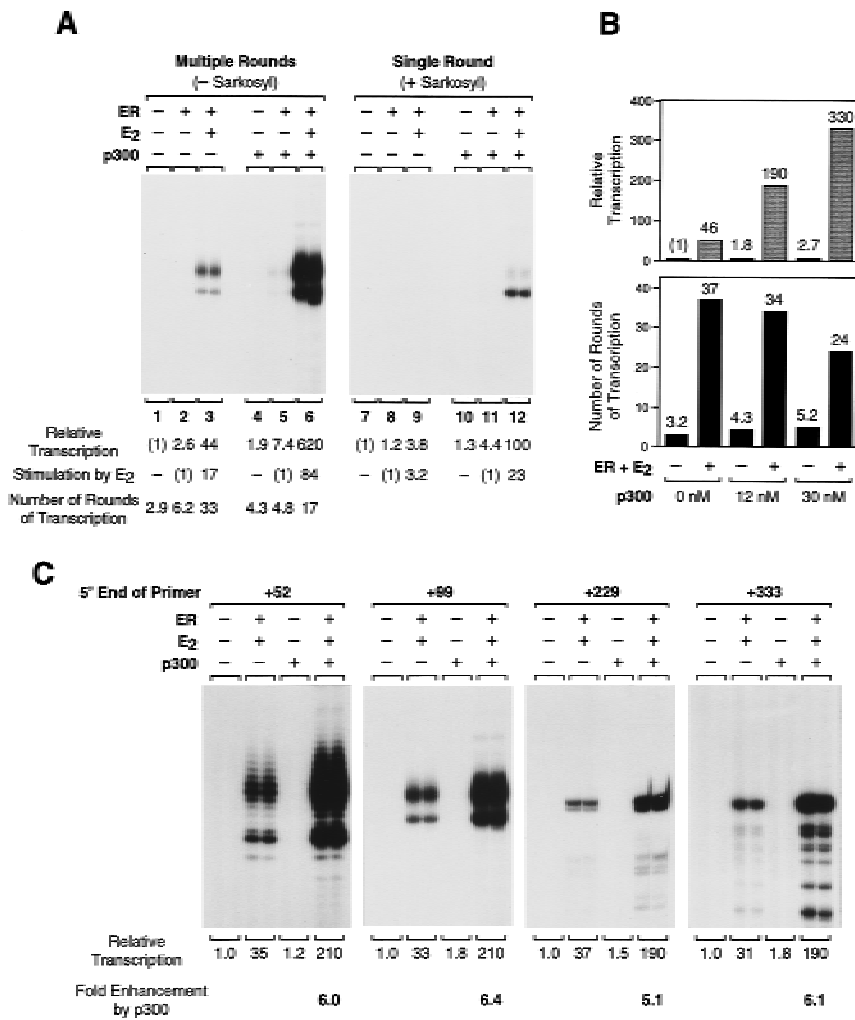 A
Multiple Rounds
(– Sarkosyl)
Single Round
(+ Sarkosyl)
ER – + + – + + – + + – + +
E2 – – + – – + – – + – – +
p300 – – – + + + – – – + + +
1 2 3 4 5 6 7 8 9 10 11 12
Relative
Transcription
(1) 2.6 44 1.9 7.4 620 (1) 1.2 3.8 1.3 4.4 100
Stimulation by E2 – (1) 17 – (1) 84 – (1) 3.2 – (1) 23
Number of Rounds
of Transcription
2.9 6.2 33 4.3 4.8 17
B
Relative
Transcription
400
300
200
100
0
(1) 46 1.8 190 2.7 330
Number of Rounds
of Transcription
40
30
20
10
0
3.2 37 4.3 34 5.2 24
ER + E2 – + – + – +
p300 0 nM 12 nM 30 nM
C
5' End of Primer +52 +99 +229 +333
ER – + – + – + – + – + – + – + – +
E2 – + – + – + – + – + – + – + – +
p300 – – + + – – + + – – + + – – + +
Relative
Transcription
1.0 35 1.2 210 1.0 33 1.8 210 1.0 37 1.5 190 1.0 31 1.8 190
Fold Enhancement
by p300
6.0 6.4 5.1 6.1